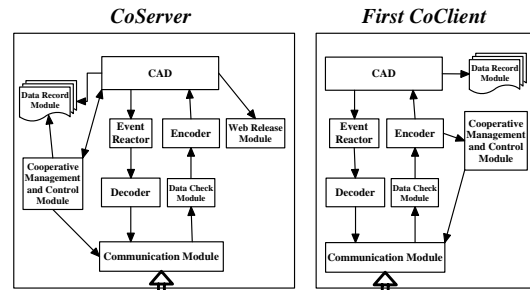 CoServer
CAD
Data Record
Module
Event
Reactor
Encoder
Web Release
Module
Cooperative
Management
and Control
Module
Decoder
Data Check
Module
Communication Module
First CoClient
CAD
Data Record
Module
Event
Reactor
Encoder
Cooperative
Management
and Control
Module
Decoder
Data Check
Module
Communication Module